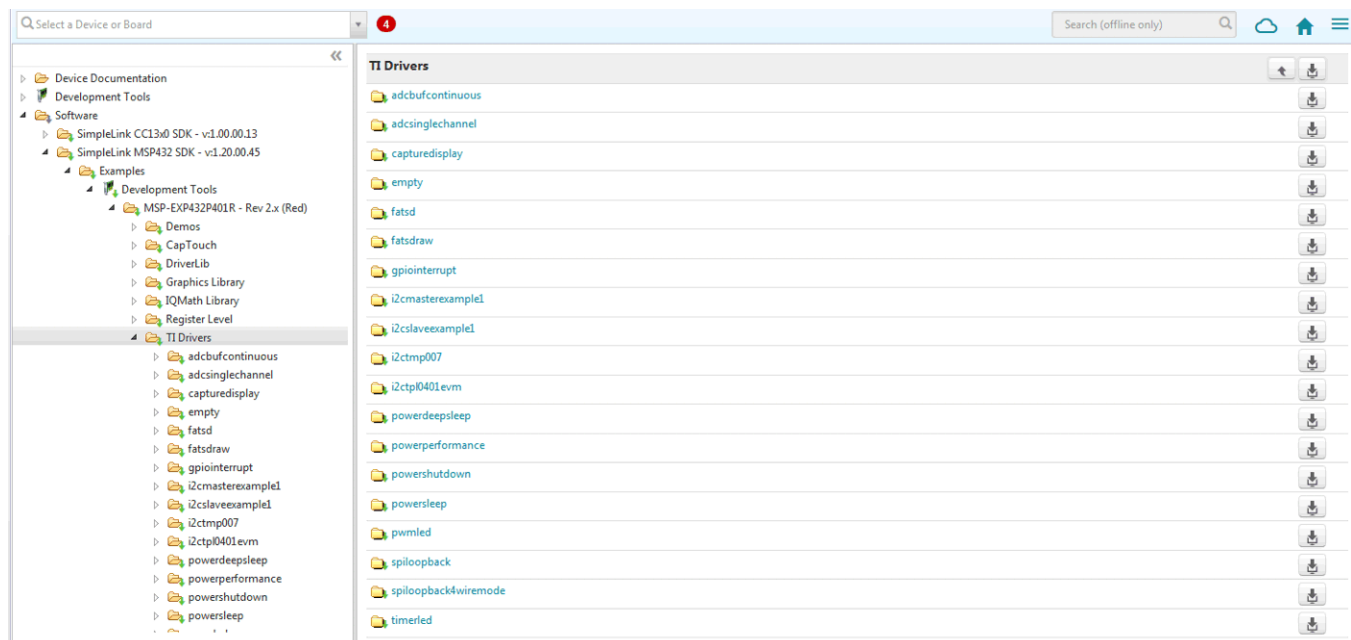 Select a Device or Board
4
Search (offline only)
Device Documentation
Development Tools
Software
SimpleLink CC13x0 SDK - v:1.00.00.13
SimpleLink MSP432 SDK - v:1.20.00.45
Examples
Development Tools
MSP-EXP432P401R - Rev 2.x (Red)
Demos
CapTouch
DriverLib
Graphics Library
IQMath Library
Register Level
TI Drivers
adcbufcontinuous
adcsinglechannel
capturedisplay
empty
fatsd
fatsdraw
gpiointerrupt
i2cmasterexample1
i2cslaveexample1
i2ctmp007
i2ctpl0401evm
powerdeepsleep
powerperformance
powershutdown
powersleep
TI Drivers
adcbufcontinuous
adcsinglechannel
capturedisplay
empty
fatsd
fatsdraw
gpiointerrupt
i2cmasterexample1
i2cslaveexample1
i2ctmp007
i2ctpl0401evm
powerdeepsleep
powerperformance
powershutdown
powersleep
pwmled
spiloopback
spiloopback4wiremode
timerled